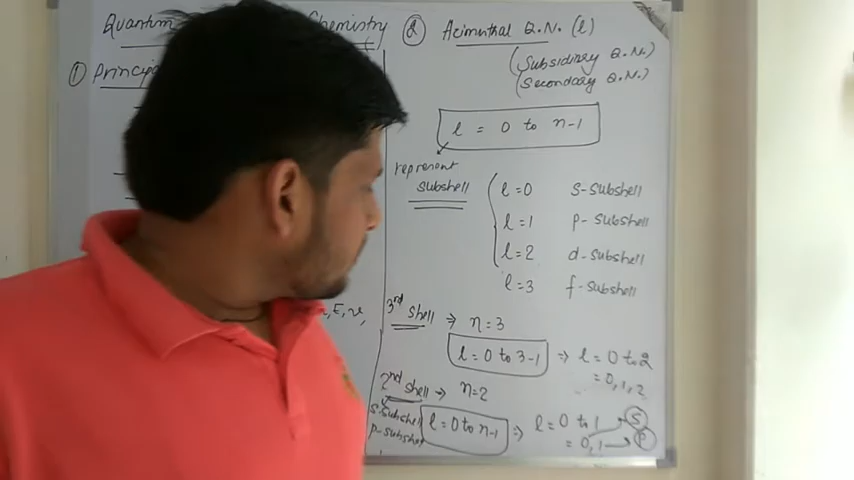 Quantum Chemistry
① Princip
, E, v,
② Azimuthal Q.N. (l)
(Subsidiary Q.N.)
(Secondary Q.N.)
l = 0 to n-1
represent
subshell
l = 0 s-subshell
l = 1 p-subshell
l = 2 d-subshell
l = 3 f-subshell
3rd shell ⇒ n = 3
l = 0 to 3-1 ⇒ l = 0 to 2
= 0, 1, 2
2nd shell → n=2
s-subshell
p-subshell
l = 0 to n-1 ⇒ l = 0 to 1 S
= 0, 1 → P